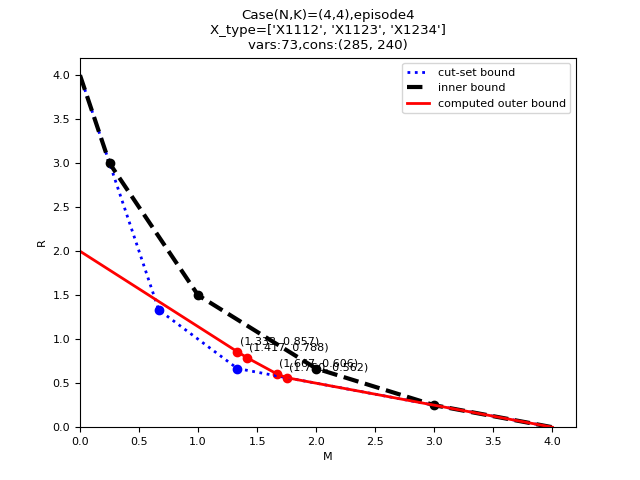 Case(N,K)=(4,4),episode4
X_type=['X1112', 'X1123', 'X1234']
vars:73,cons:(285, 240)
cut-set bound
inner bound
computed outer bound
4.0
3.5
3.0
2.5
2.0
1.5
1.0
0.5
0.0
R
(1.333, 0.857)
(1.417, 0.788)
(1.667, 0.606)
0.562)
0.0 0.5 1.0 1.5 2.0 2.5 3.0 3.5 4.0
M